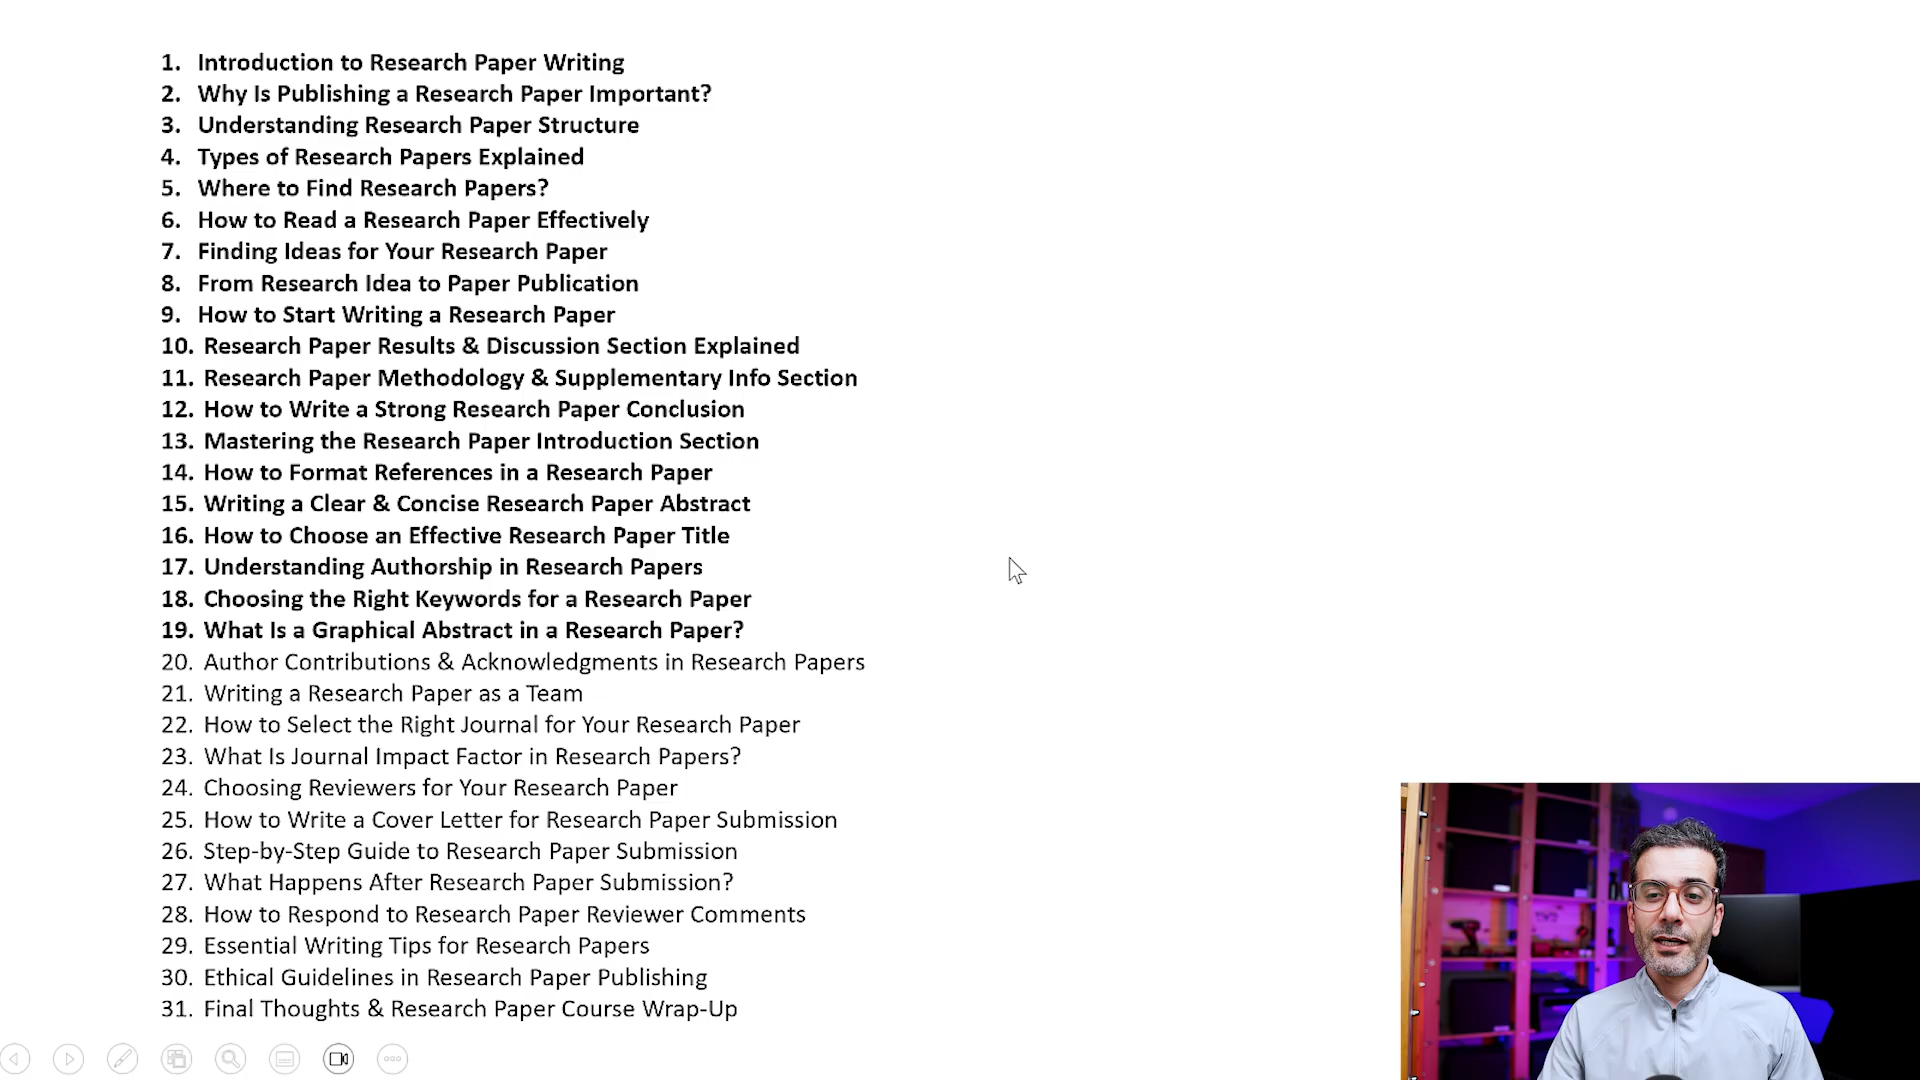 1. Introduction to Research Paper Writing
2. Why Is Publishing a Research Paper Important?
3. Understanding Research Paper Structure
4. Types of Research Papers Explained
5. Where to Find Research Papers?
6. How to Read a Research Paper Effectively
7. Finding Ideas for Your Research Paper
8. From Research Idea to Paper Publication
9. How to Start Writing a Research Paper
10. Research Paper Results & Discussion Section Explained
11. Research Paper Methodology & Supplementary Info Section
12. How to Write a Strong Research Paper Conclusion
13. Mastering the Research Paper Introduction Section
14. How to Format References in a Research Paper
15. Writing a Clear & Concise Research Paper Abstract
16. How to Choose an Effective Research Paper Title
17. Understanding Authorship in Research Papers
18. Choosing the Right Keywords for a Research Paper
19. What Is a Graphical Abstract in a Research Paper?
20. Author Contributions & Acknowledgments in Research Papers
21. Writing a Research Paper as a Team
22. How to Select the Right Journal for Your Research Paper
23. What Is Journal Impact Factor in Research Papers?
24. Choosing Reviewers for Your Research Paper
25. How to Write a Cover Letter for Research Paper Submission
26. Step-by-Step Guide to Research Paper Submission
27. What Happens After Research Paper Submission?
28. How to Respond to Research Paper Reviewer Comments
29. Essential Writing Tips for Research Papers
30. Ethical Guidelines in Research Paper Publishing
31. Final Thoughts & Research Paper Course Wrap-Up